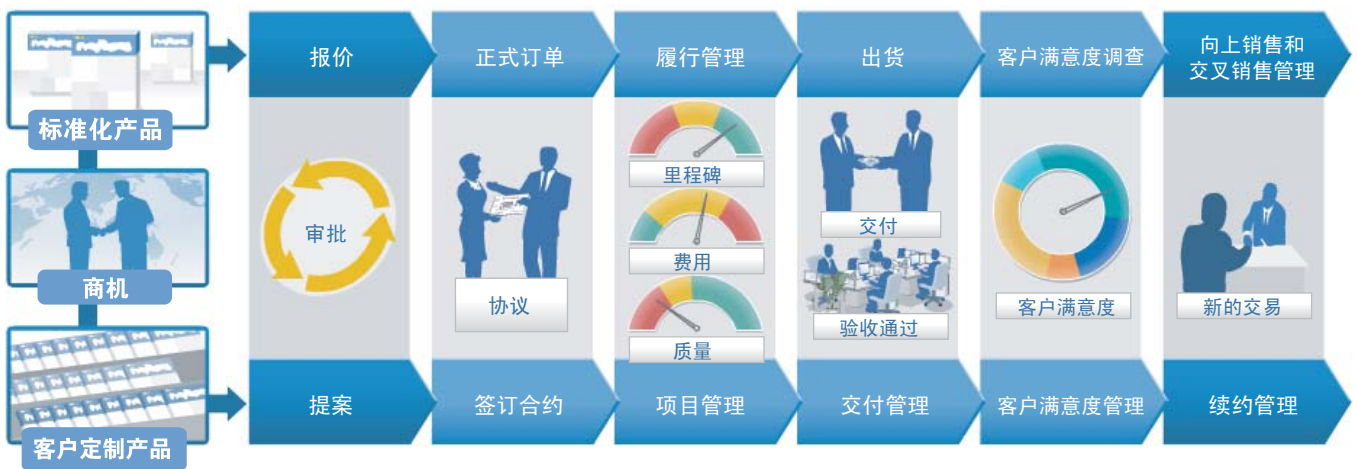 标准化产品
商机
客户定制产品
报价
正式订单
履行管理
出货
客户满意度调查
向上销售和
交叉销售管理
审批
协议
里程碑
费用
质量
交付
验收通过
客户满意度
新的交易
提案
签订合约
项目管理
交付管理
客户满意度管理
续约管理